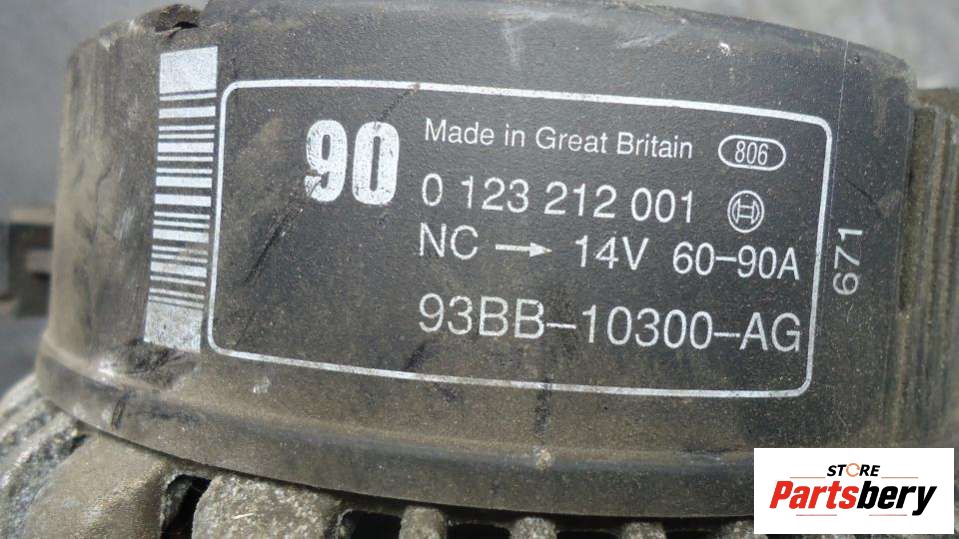 90
Made in Great Britain 806
0 123 212 001
NC → 14V 60-90A
93BB-10300-AG
671
STORE
Partsbery